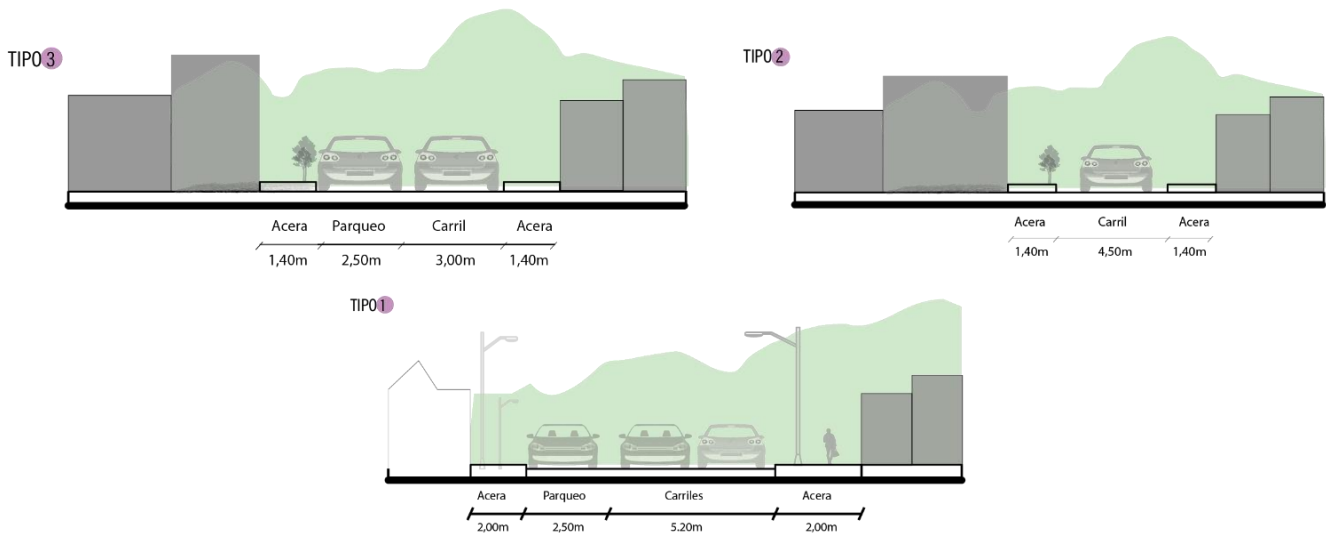 TIPO 3
Acera Parqueo Carril Acera
1,40m 2,50m 3,00m 1,40m
TIPO 2
Acera Carril Acera
1,40m 4,50m 1,40m
TIPO 1
Acera Parqueo Carriles Acera
2,00m 2,50m 5.20m 2,00m